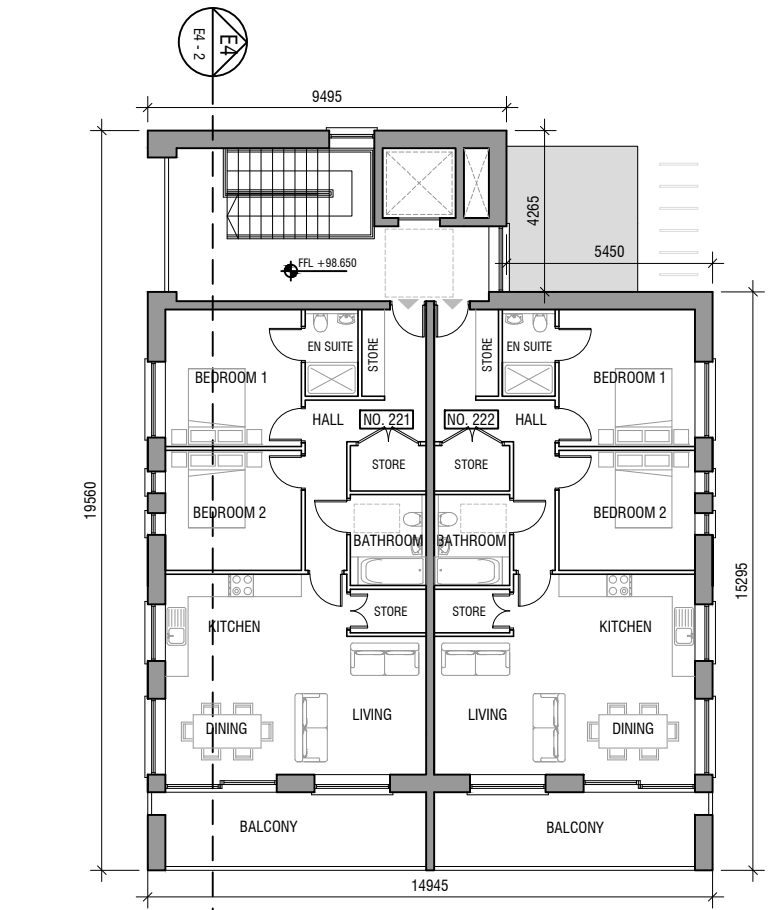 E4
E4 - 2
9495
4265
5450
FFL +98.650
EN SUITE
STORE
STORE
EN SUITE
BEDROOM 1
BEDROOM 1
HALL
NO. 221
NO. 222
HALL
STORE
STORE
19560
BEDROOM 2
BEDROOM 2
BATHROOM
BATHROOM
15295
STORE
STORE
KITCHEN
KITCHEN
LIVING
LIVING
DINING
DINING
BALCONY
BALCONY
14945